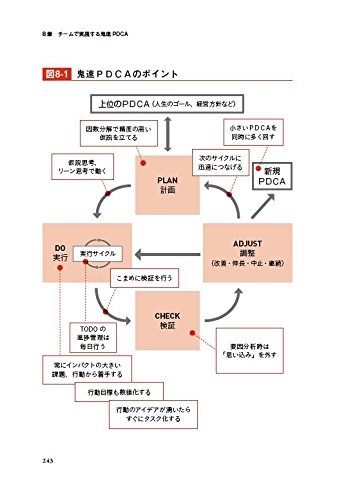 8章　チームで実践する鬼速PDCA
図8-1　鬼速PDCAのポイント
上位のPDCA（人生のゴール、経営方針など）
因数分解で精度の高い
仮説を立てる
小さいPDCAを
同時に多く回す
仮説思考、
リーン思考で動く
次のサイクルに
迅速につなげる
PLAN
計画
新規
PDCA
DO
実行
実行サイクル
ADJUST
調整
（改善・伸長・中止・継続）
こまめに検証を行う
CHECK
検証
TODOの
進捗管理は
毎日行う
要因分析時は
「思い込み」を外す
常にインパクトの大きい
課題、行動から着手する
行動目標も数値化する
行動のアイデアが湧いたら
すぐにタスク化する
243